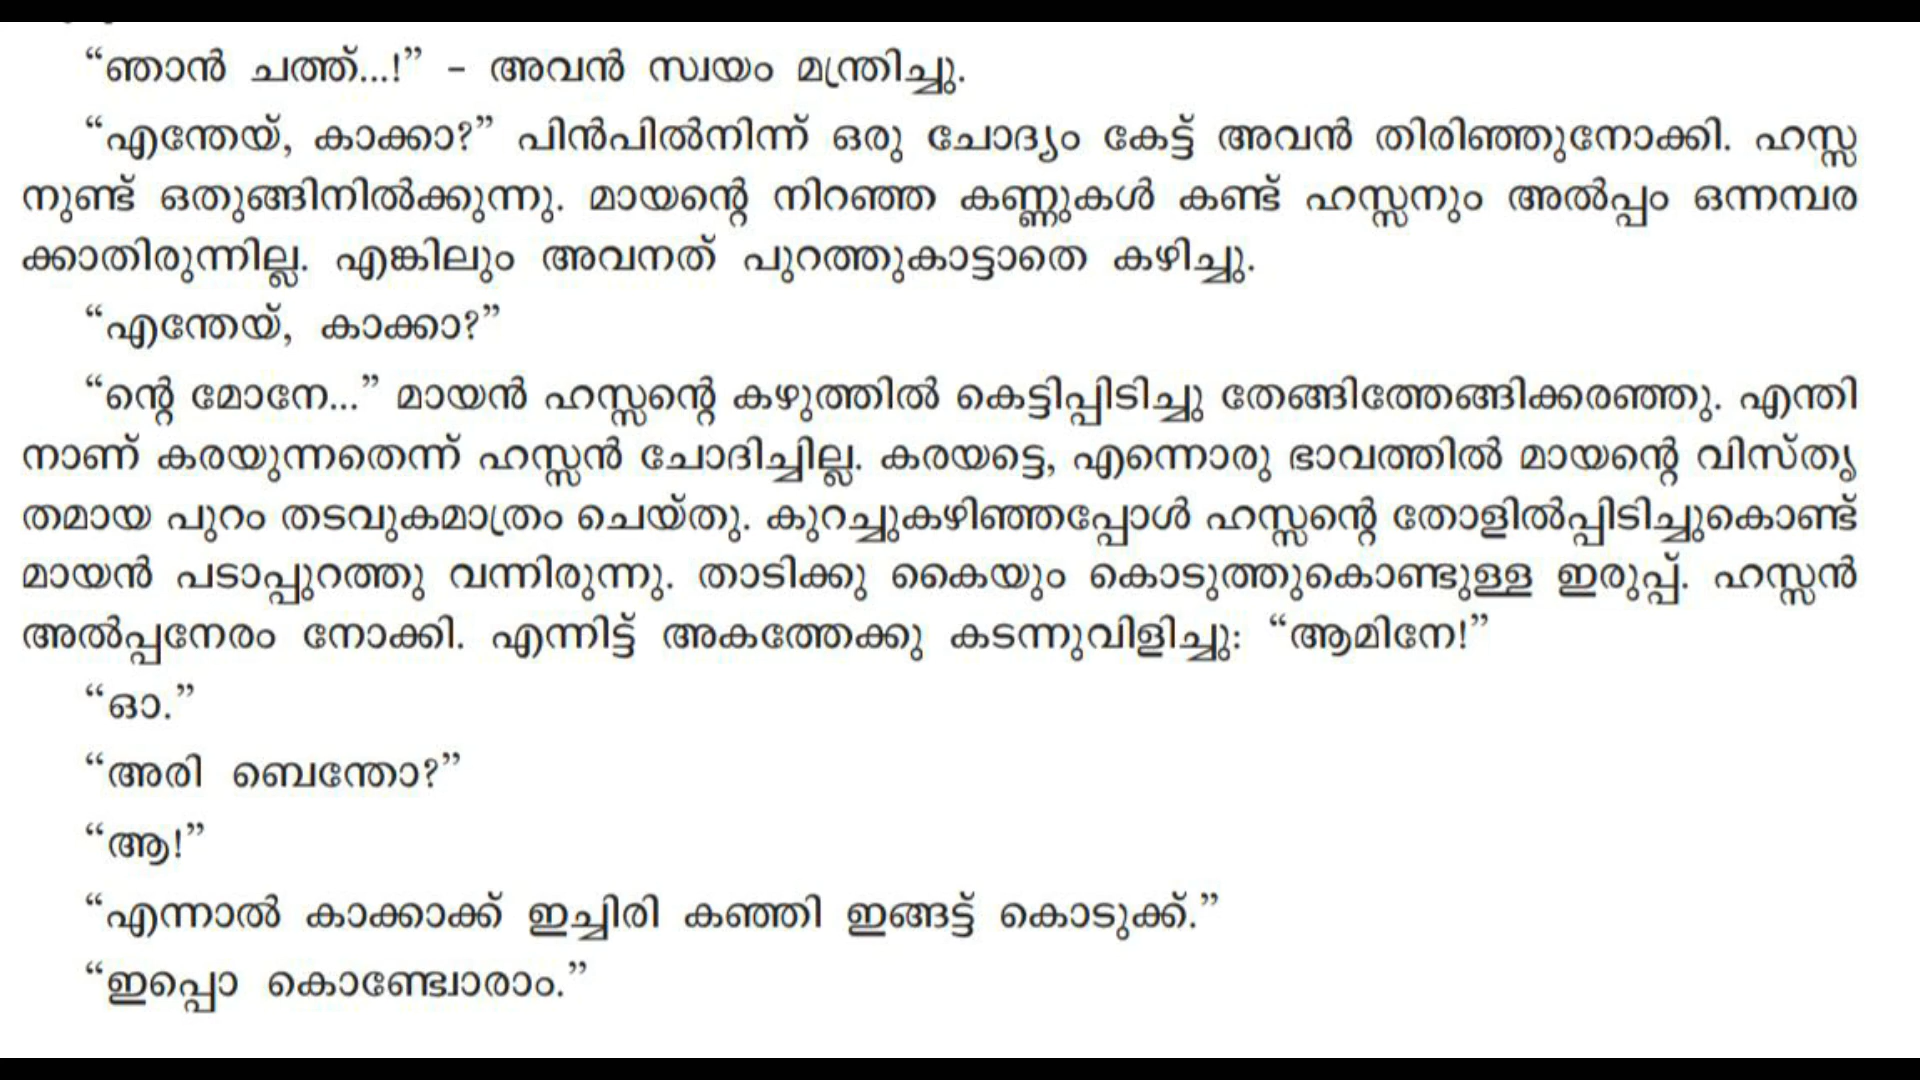 “ഞാൻ ചത്ത്...!” – അവൻ സ്വയം മന്ത്രിച്ചു.
“എന്തേയ്, കാക്കാ?” പിൻപിൽനിന്ന് ഒരു ചോദ്യം കേട്ട് അവൻ തിരിഞ്ഞുനോക്കി. ഹസ്സ
നുണ്ട് ഒതുങ്ങിനിൽക്കുന്നു. മായന്റെ നിറഞ്ഞ കണ്ണുകൾ കണ്ട് ഹസ്സനും അൽപ്പം ഒന്നമ്പര
ക്കാതിരുന്നില്ല. എങ്കിലും അവനത് പുറത്തുകാട്ടാതെ കഴിച്ചു.
“എന്തേയ്, കാക്കാ?”
“ന്റെ മോനേ...” മായൻ ഹസ്സന്റെ കഴുത്തിൽ കെട്ടിപ്പിടിച്ചു തേങ്ങിത്തേങ്ങിക്കരഞ്ഞു. എന്തി
നാണ് കരയുന്നതെന്ന് ഹസ്സൻ ചോദിച്ചില്ല. കരയട്ടെ, എന്നൊരു ഭാവത്തിൽ മായന്റെ വിസ്തൃ
തമായ പുറം തടവുകമാത്രം ചെയ്തു. കുറച്ചുകഴിഞ്ഞപ്പോൾ ഹസ്സന്റെ തോളിൽപ്പിടിച്ചുകൊണ്ട്
മായൻ പടാപ്പുറത്തു വന്നിരുന്നു. താടിക്കു കൈയും കൊടുത്തുകൊണ്ടുള്ള ഇരുപ്പ്. ഹസ്സൻ
അൽപ്പനേരം നോക്കി. എന്നിട്ട് അകത്തേക്കു കടന്നുവിളിച്ചു: “ആമിനേ!”
“ഓ.”
“അരി ബെന്തോ?”
“ആ!”
“എന്നാൽ കാക്കാക്ക് ഇച്ചിരി കഞ്ഞി ഇങ്ങട്ട് കൊടുക്ക്.”
“ഇപ്പൊ കൊണ്ട്വോരാം.”